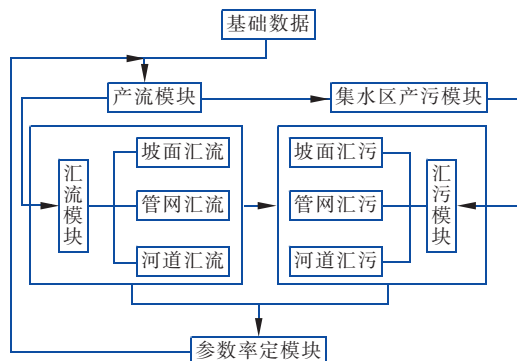 基础数据
产流模块
集水区产污模块
汇流模块
坡面汇流
管网汇流
河道汇流
坡面汇污
管网汇污
河道汇污
汇污模块
参数率定模块